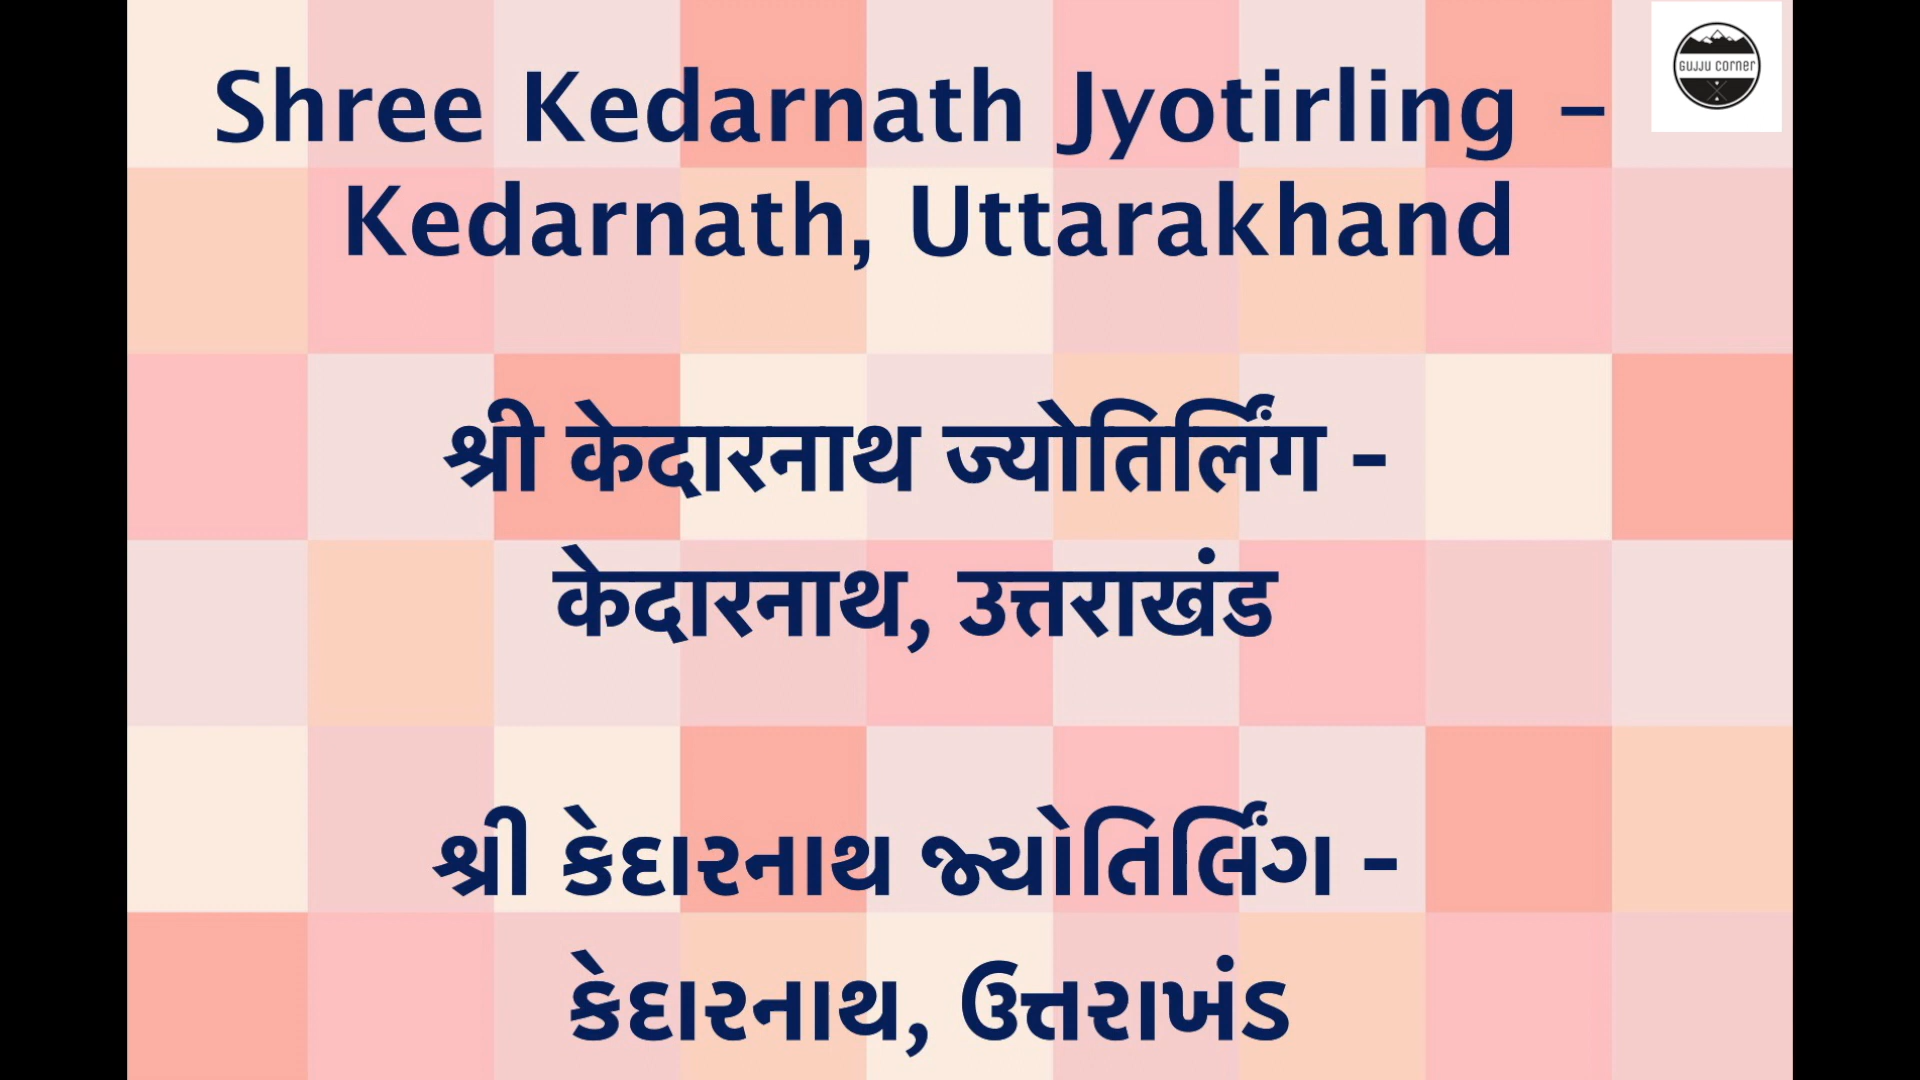 Shree Kedarnath Jyotirling –
Kedarnath, Uttarakhand
GUJJU CORNER
श्री केदारनाथ ज्योतिर्लिंग -
केदारनाथ, उत्तराखंड
શ્રી કેદારનાથ જ્યોતિર્લિંગ -
કેદારનાથ, ઉત્તરાખંડ